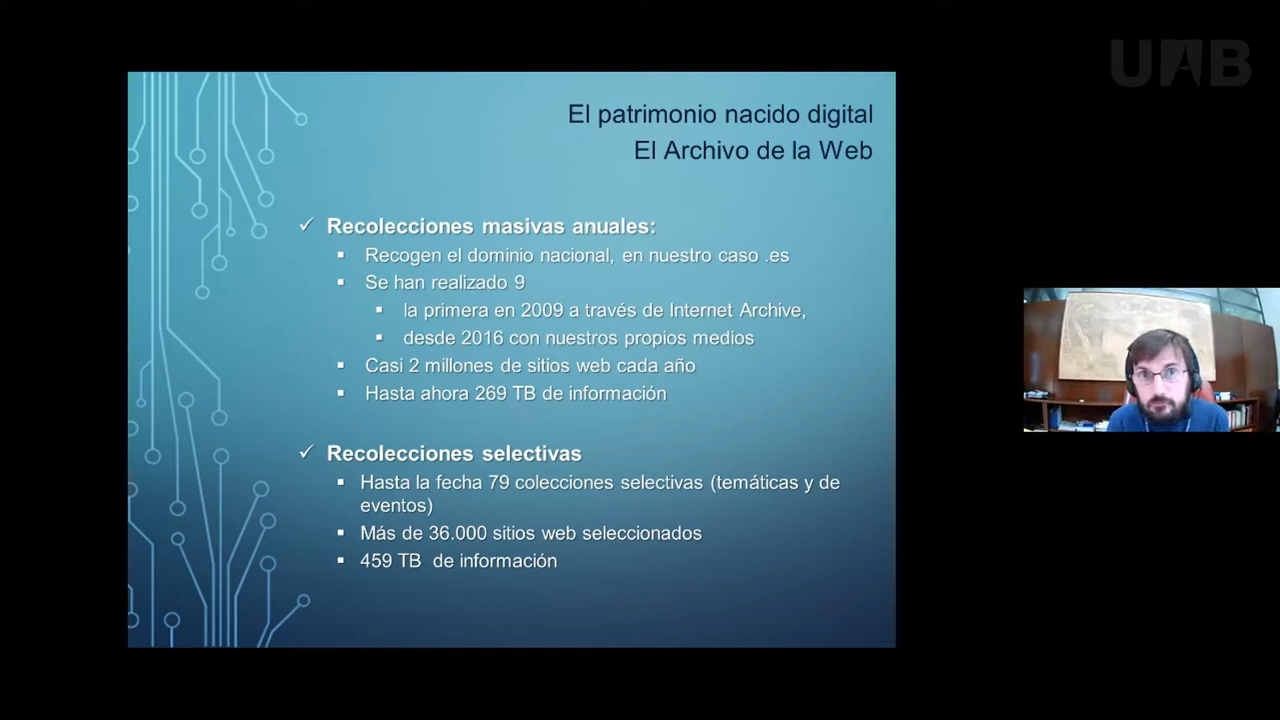 UAB
El patrimonio nacido digital
El Archivo de la Web
✓ Recolecciones masivas anuales:
▪ Recogen el dominio nacional, en nuestro caso .es
▪ Se han realizado 9
▪ la primera en 2009 a través de Internet Archive,
▪ desde 2016 con nuestros propios medios
▪ Casi 2 millones de sitios web cada año
▪ Hasta ahora 269 TB de información
✓ Recolecciones selectivas
▪ Hasta la fecha 79 colecciones selectivas (temáticas y de
eventos)
▪ Más de 36.000 sitios web seleccionados
▪ 459 TB de información